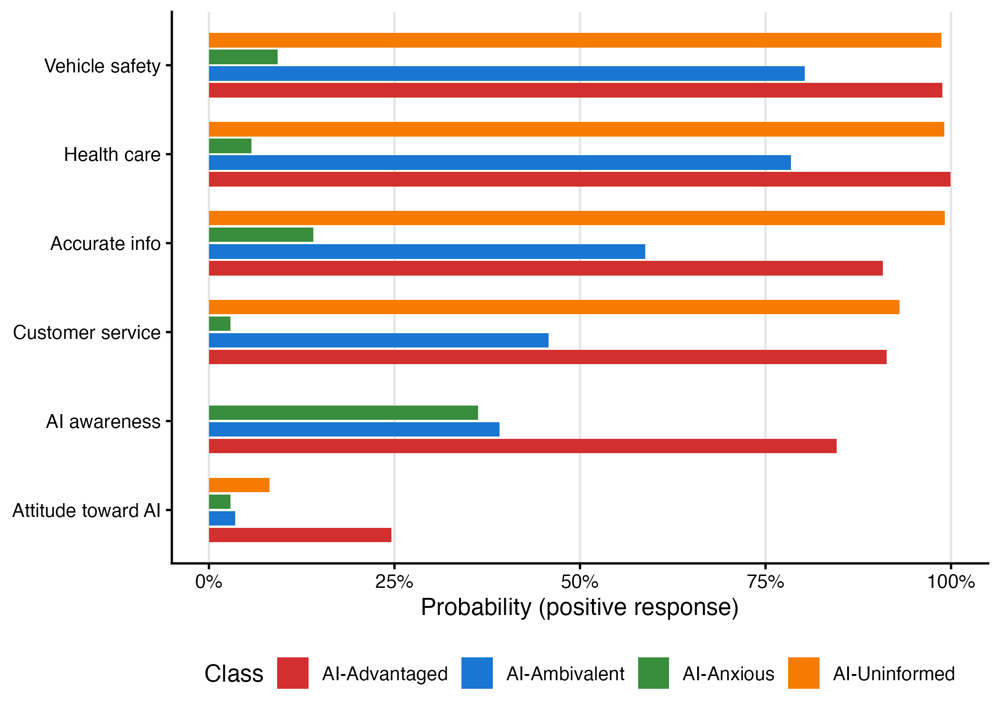 Vehicle safety
Health care
Accurate info
Customer service
AI awareness
Attitude toward AI
0% 25% 50% 75% 100%
Probability (positive response)
Class AI-Advantaged AI-Ambivalent AI-Anxious AI-Uninformed